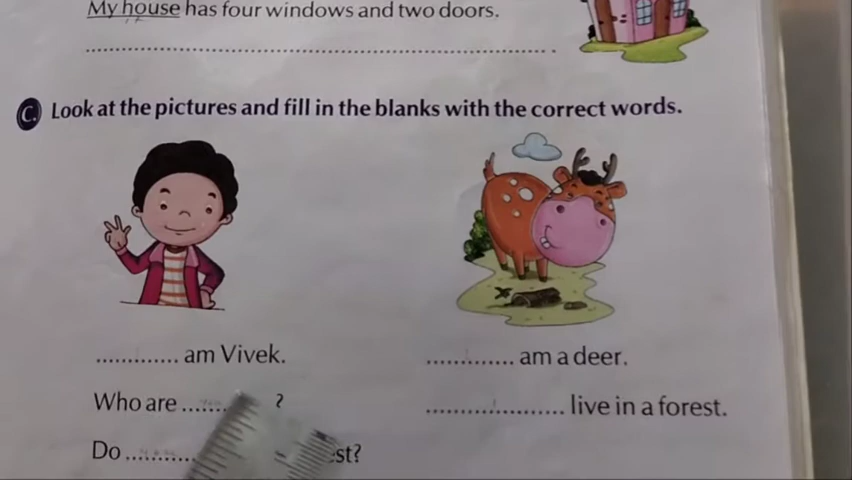 My house has four windows and two doors.
.
C. Look at the pictures and fill in the blanks with the correct words.
............. am Vivek.
............. am a deer.
Who are ....... ?
..................... live in a forest.
Do ........... st?